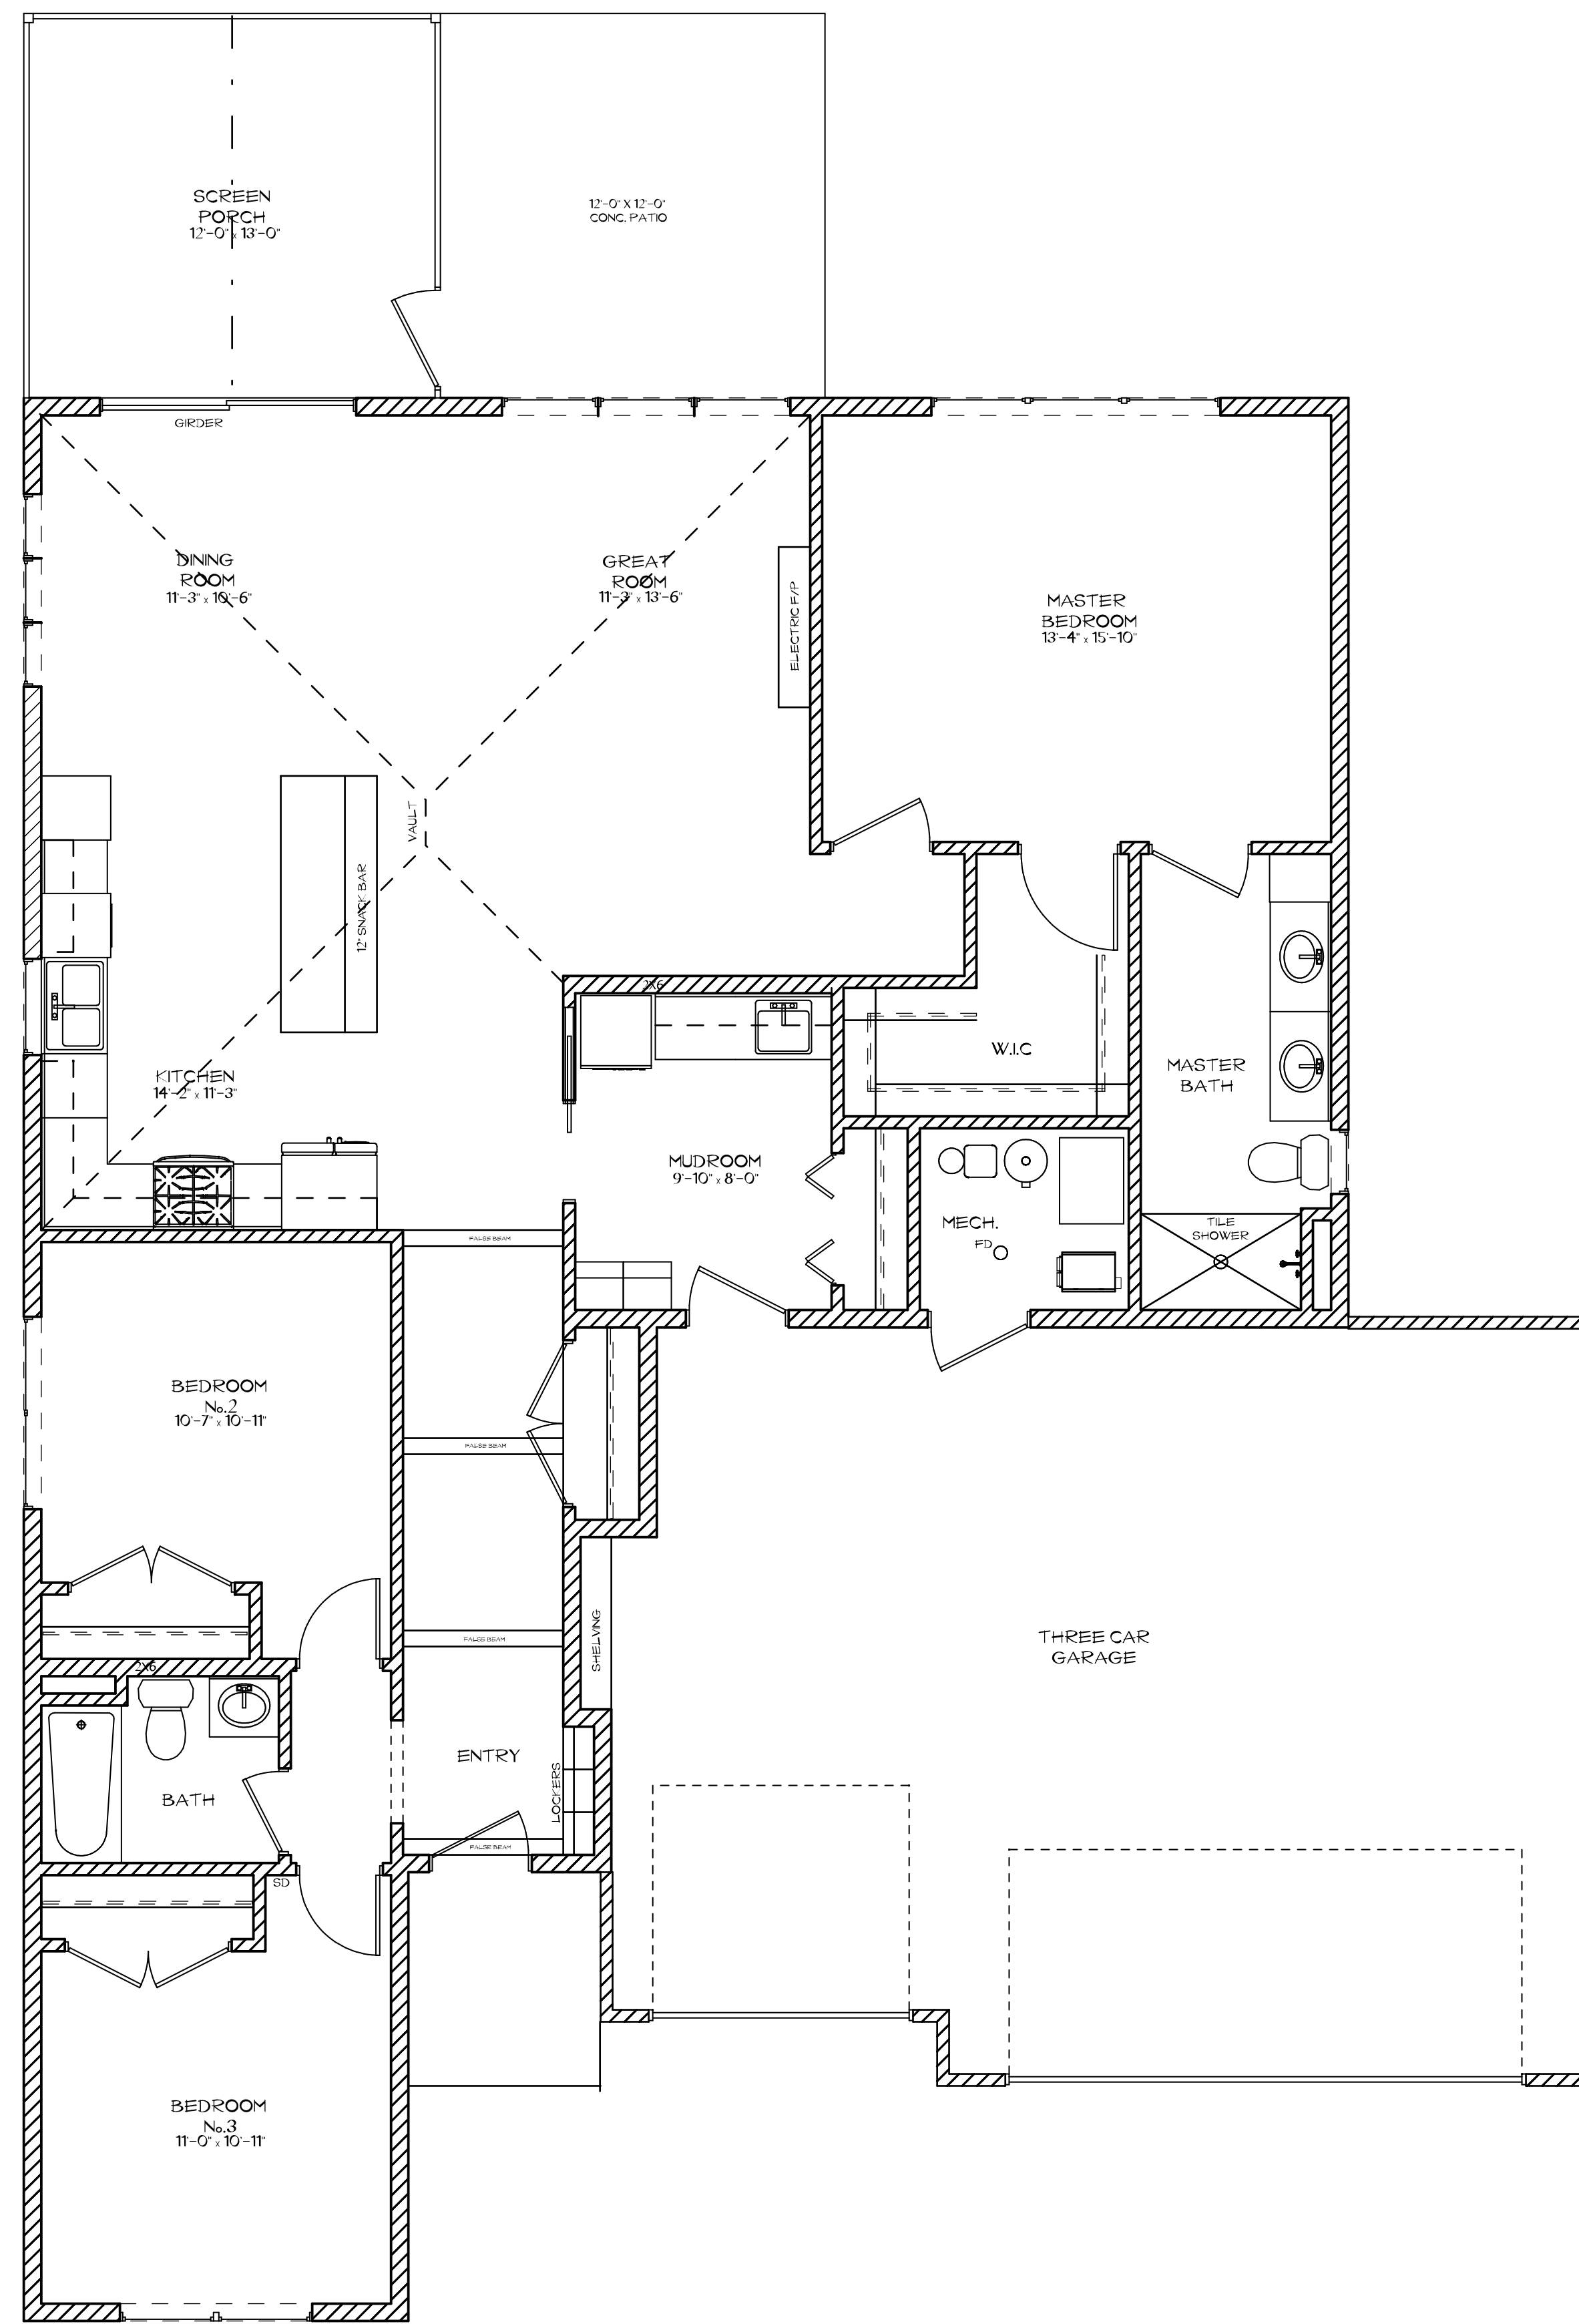 SCREEN
PORCH
12'-0" x 13'-0"
12'-0" X 12'-0"
CONC. PATIO
GIRDER
DINING
ROOM
11'-3" x 10'-6"
GREAT
ROOM
11'-3" x 13'-6"
ELECTRIC F/P
MASTER
BEDROOM
13'-4" x 15'-10"
VAULT
12" SNACK BAR
2X6
KITCHEN
14'-2" x 11'-3"
W.I.C
MASTER
BATH
MUDROOM
9'-10" x 8'-0"
MECH.
FD
TILE
SHOWER
FALSE BEAM
BEDROOM
No.2
10'-7" x 10'-11"
FALSE BEAM
SHELVING
FALSE BEAM
THREE CAR
GARAGE
2X6
ENTRY
LOCKERS
BATH
FALSE BEAM
SD
BEDROOM
No.3
11'-0" x 10'-11"